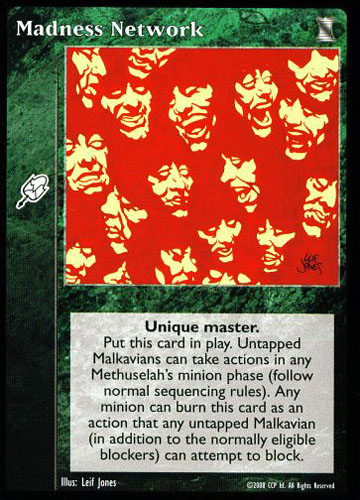 Madness Network
LEIF
JONES
Unique master.
Put this card in play. Untapped
Malkavians can take actions in any
Methuselah's minion phase (follow
normal sequencing rules). Any
minion can burn this card as an
action that any untapped Malkavian
(in addition to the normally eligible
blockers) can attempt to block.
Illus: Leif Jones ©2008 CCP hf. All Rights Reserved